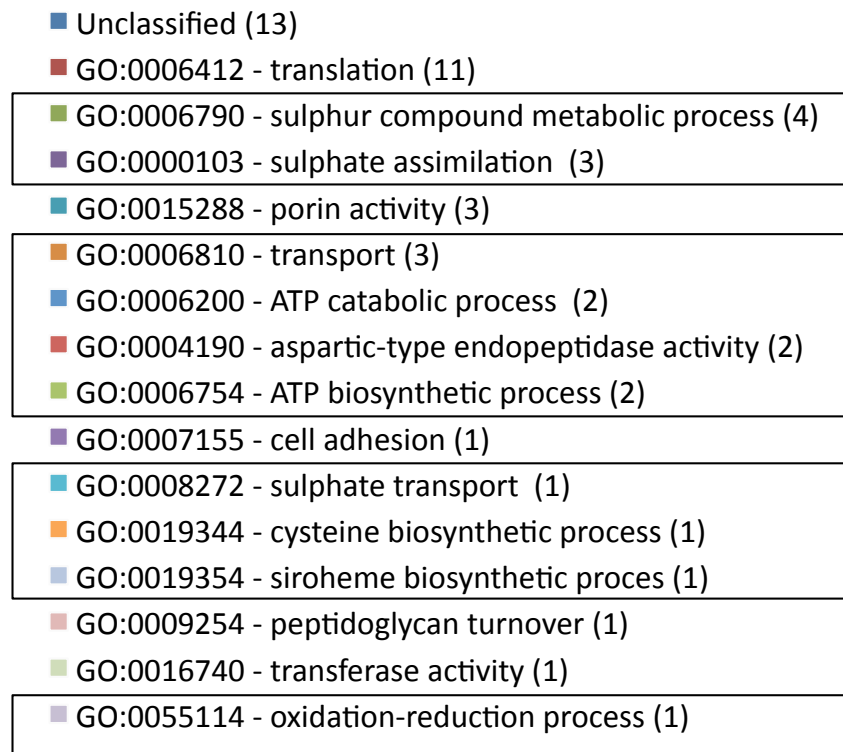 Unclassified (13)
GO:0006412 - translation (11)
GO:0006790 - sulphur compound metabolic process (4)
GO:0000103 - sulphate assimilation (3)
GO:0015288 - porin activity (3)
GO:0006810 - transport (3)
GO:0006200 - ATP catabolic process (2)
GO:0004190 - aspartic-type endopeptidase activity (2)
GO:0006754 - ATP biosynthetic process (2)
GO:0007155 - cell adhesion (1)
GO:0008272 - sulphate transport (1)
GO:0019344 - cysteine biosynthetic process (1)
GO:0019354 - siroheme biosynthetic proces (1)
GO:0009254 - peptidoglycan turnover (1)
GO:0016740 - transferase activity (1)
GO:0055114 - oxidation-reduction process (1)